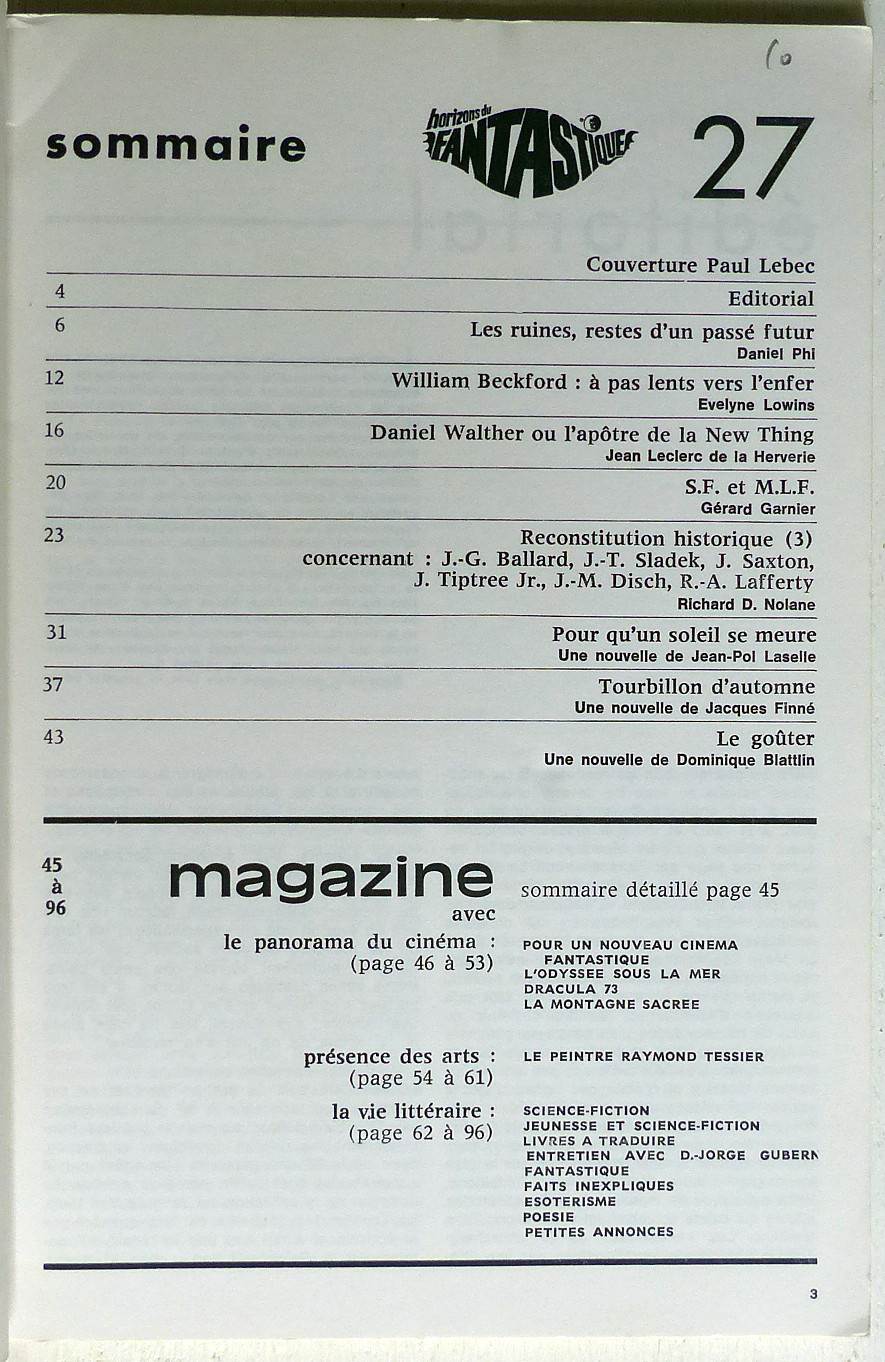 10
sommaire
horizons du
FANTASTIQUE
27
Couverture Paul Lebec
4 Editorial
6 Les ruines, restes d'un passé futur
Daniel Phi
12 William Beckford : à pas lents vers l'enfer
Evelyne Lowins
16 Daniel Walther ou l'apôtre de la New Thing
Jean Leclerc de la Herverie
20 S.F. et M.L.F.
Gérard Garnier
23 Reconstitution historique (3)
concernant : J.-G. Ballard, J.-T. Sladek, J. Saxton,
J. Tiptree Jr., J.-M. Disch, R.-A. Lafferty
Richard D. Nolane
31 Pour qu'un soleil se meure
Une nouvelle de Jean-Pol Laselle
37 Tourbillon d'automne
Une nouvelle de Jacques Finné
43 Le goûter
Une nouvelle de Dominique Blattlin
45
à
96
magazine sommaire détaillé page 45
avec
le panorama du cinéma :
(page 46 à 53)
POUR UN NOUVEAU CINEMA
FANTASTIQUE
L'ODYSSEE SOUS LA MER
DRACULA 73
LA MONTAGNE SACREE
présence des arts : LE PEINTRE RAYMOND TESSIER
(page 54 à 61)
la vie littéraire :
(page 62 à 96)
SCIENCE-FICTION
JEUNESSE ET SCIENCE-FICTION
LIVRES A TRADUIRE
ENTRETIEN AVEC D.-JORGE GUBERN
FANTASTIQUE
FAITS INEXPLIQUES
ESOTERISME
POESIE
PETITES ANNONCES
3